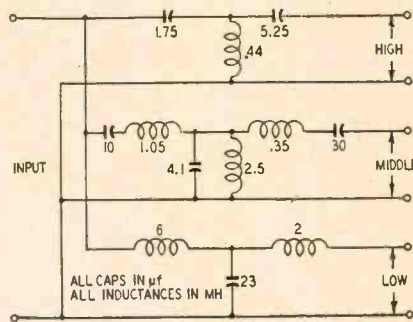 1.75
5.25
.44
HIGH
10
1.05
.35
30
INPUT
4.1
2.5
MIDDLE
6
2
ALL CAPS IN µf
ALL INDUCTANCES IN MH
23
LOW